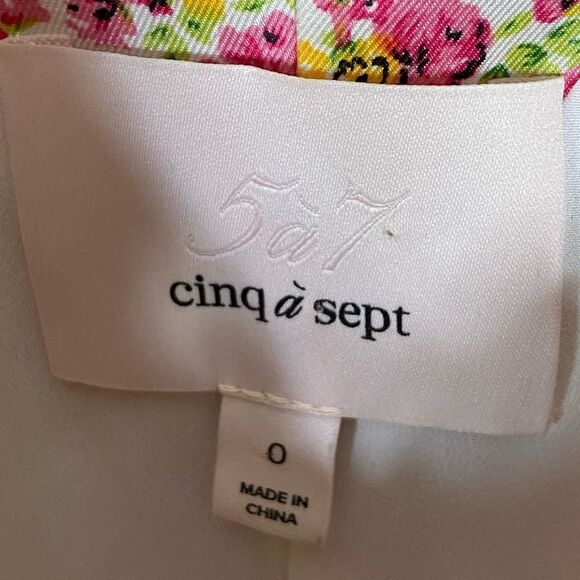 5à7
cinq à sept
0
MADE IN
CHINA